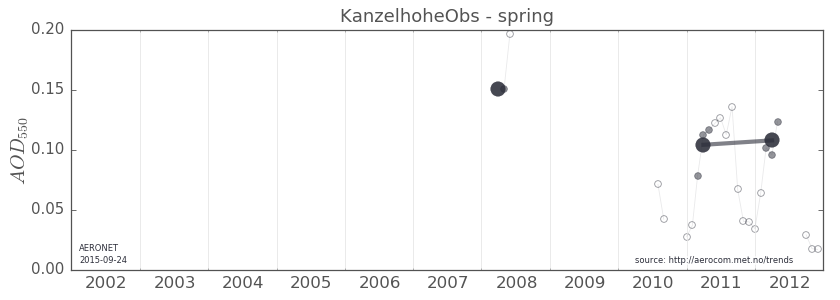 KanzelhoheObs - spring
0.20
0.15
0.10
0.05
0.00
AOD550
AERONET
2015-09-24
source: http://aerocom.met.no/trends
2002 2003 2004 2005 2006 2007 2008 2009 2010 2011 2012